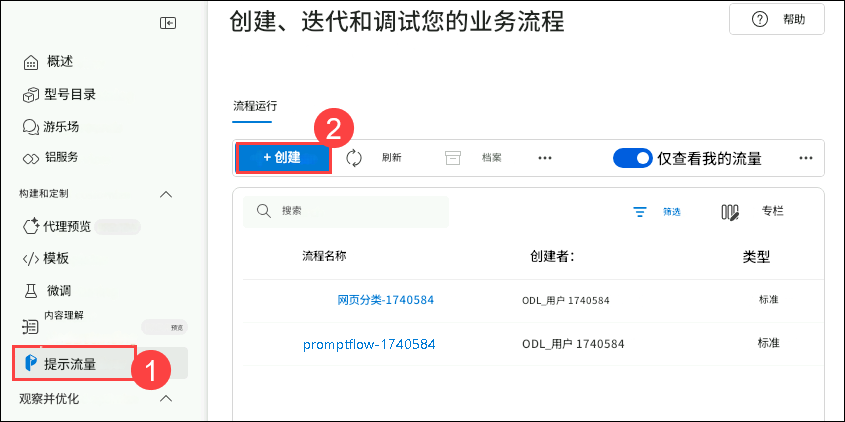 创建、迭代和调试您的业务流程
帮助
概述
型号目录
游乐场
铝服务
构建和定制
代理预览
模板
微调
内容理解
预览
提示流量
1
观察并优化
流程运行
2
+ 创建
刷新
档案
仅查看我的流量
搜索
筛选
专栏
流程名称
创建者:
类型
网页分类-1740584
ODL_用户 1740584
标准
promptflow-1740584
ODL_用户 1740584
标准